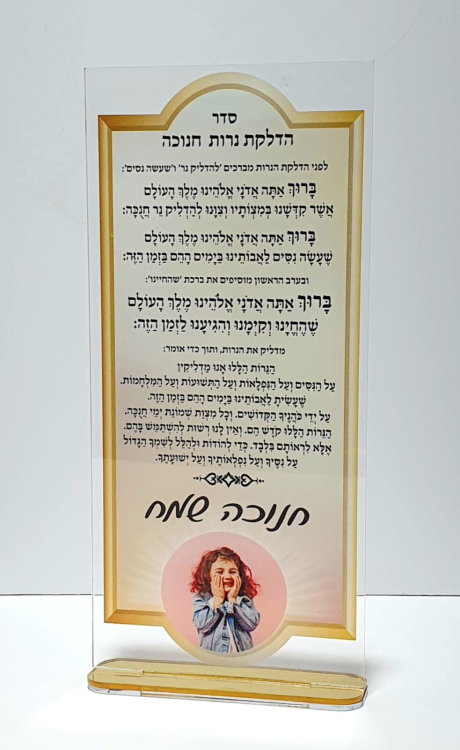 סדר
הדלקת נרות חנוכה
לפני הדלקת הנרות מברכים 'להדליק נר' ו'שעשה נסים':
בָּרוּךְ אַתָּה אֲדֹנָי אֱלֹהֵינוּ מֶלֶךְ הָעוֹלָם
אֲשֶׁר קִדְּשָׁנוּ בְּמִצְוֹתָיו וְצִוָּנוּ לְהַדְלִיק נֵר חֲנֻכָּה:
בָּרוּךְ אַתָּה אֲדֹנָי אֱלֹהֵינוּ מֶלֶךְ הָעוֹלָם
שֶׁעָשָׂה נִסִּים לַאֲבוֹתֵינוּ בַּיָּמִים הָהֵם בַּזְּמַן הַזֶּה:
ובערב הראשון מוסיפים את ברכת 'שהחיינו':
בָּרוּךְ אַתָּה אֲדֹנָי אֱלֹהֵינוּ מֶלֶךְ הָעוֹלָם
שֶׁהֶחֱיָנוּ וְקִיְּמָנוּ וְהִגִּיעָנוּ לַזְּמַן הַזֶּה:
מדליק את הנרות, ותוך כדי אומר:
הַנֵּרוֹת הַלָּלוּ אָנוּ מַדְלִיקִין
עַל הַנִּסִּים וְעַל הַנִּפְלָאוֹת וְעַל הַתְּשׁוּעוֹת וְעַל הַמִּלְחָמוֹת.
שֶׁעָשִׂיתָ לַאֲבוֹתֵינוּ בַּיָּמִים הָהֵם בַּזְּמַן הַזֶּה.
עַל יְדֵי כֹּהֲנֶיךָ הַקְּדוֹשִׁים. וְכָל מִצְוַת שְׁמוֹנַת יְמֵי חֲנֻכָּה.
הַנֵּרוֹת הַלָּלוּ קֹדֶשׁ הֵם. וְאֵין לָנוּ רְשׁוּת לְהִשְׁתַּמֵּשׁ בָּהֶם.
אֶלָּא לִרְאוֹתָם בִּלְבַד. כְּדֵי לְהוֹדוֹת וּלְהַלֵּל לְשִׁמְךָ הַגָּדוֹל
עַל נִסֶּיךָ וְעַל נִפְלְאוֹתֶיךָ וְעַל יְשׁוּעָתֶךָ.
חנוכה שמח